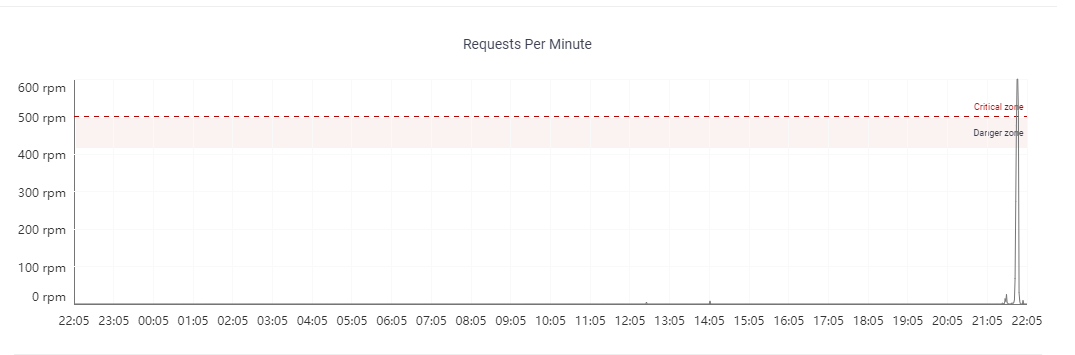 Requests Per Minute
600 rpm
Critical zone
500 rpm
Danger zone
400 rpm
300 rpm
200 rpm
100 rpm
0 rpm
22:05 23:05 00:05 01:05 02:05 03:05 04:05 05:05 06:05 07:05 08:05 09:05 10:05 11:05 12:05 13:05 14:05 15:05 16:05 17:05 18:05 19:05 20:05 21:05 22:05